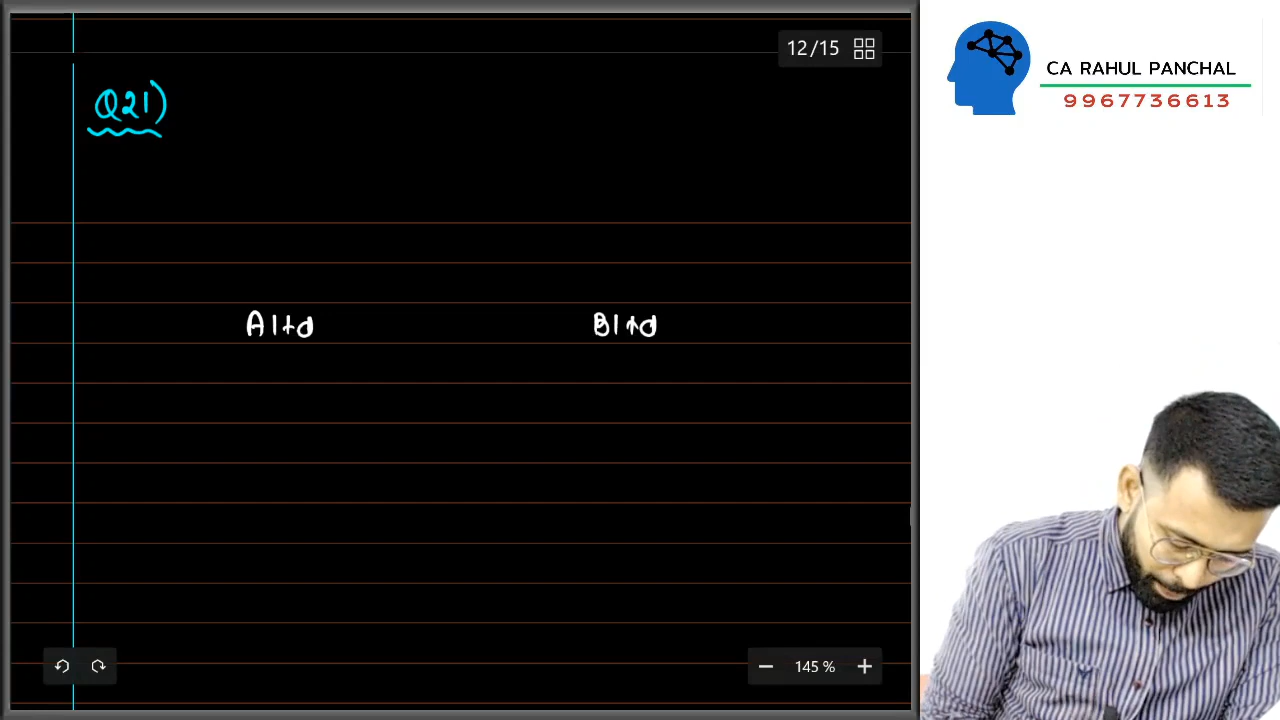 12/15
CA RAHUL PANCHAL
9967736613
Q21)
A ltd
B ltd
145 %